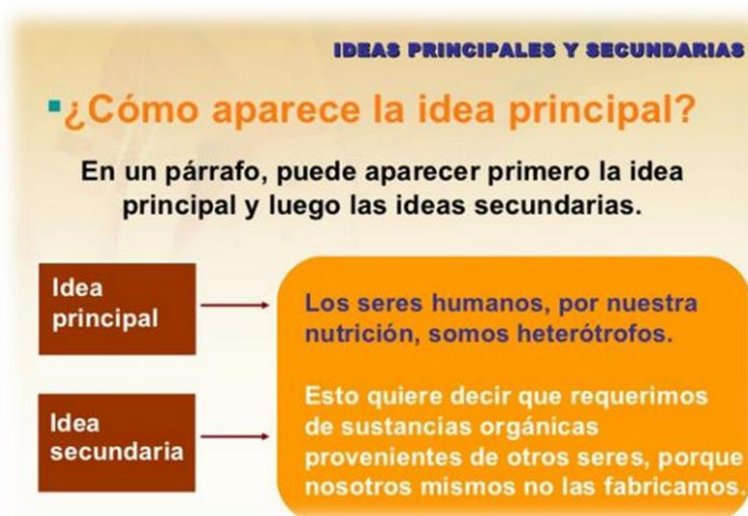 IDEAS PRINCIPALES Y SECUNDARIAS
¿Cómo aparece la idea principal?
En un párrafo, puede aparecer primero la idea
principal y luego las ideas secundarias.
Idea
principal
Los seres humanos, por nuestra
nutrición, somos heterótrofos.
Idea
secundaria
Esto quiere decir que requerimos
de sustancias orgánicas
provenientes de otros seres, porque
nosotros mismos no las fabricamos.